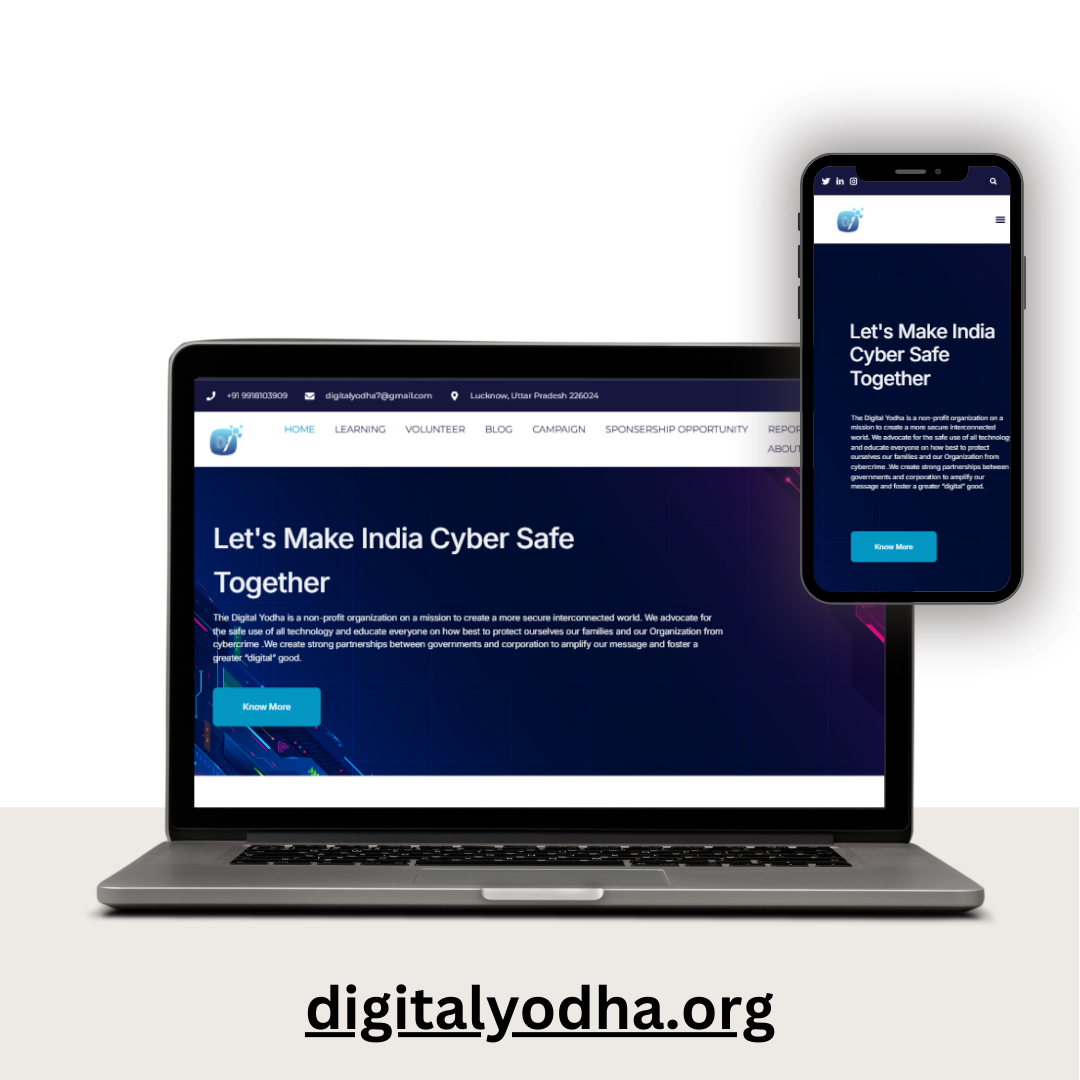 +91 9918103909 digitalyodha7@gmail.com Lucknow, Uttar Pradesh 226024
HOME LEARNING VOLUNTEER BLOG CAMPAIGN SPONSERSHIP OPPORTUNITY REPOR
ABOUT
Let's Make India Cyber Safe
Together
The Digital Yodha is a non-profit organization on a mission to create a more secure interconnected world. We advocate for
the safe use of all technology and educate everyone on how best to protect ourselves our families and our Organization from
cybercrime .We create strong partnerships between governments and corporation to amplify our message and foster a
greater "digital" good.
Know More
Let's Make India
Cyber Safe
Together
The Digital Yodha is a non-profit organization on a
mission to create a more secure interconnected
world. We advocate for the safe use of all technology
and educate everyone on how best to protect
ourselves our families and our Organization from
cybercrime .We create strong partnerships between
governments and corporation to amplify our
message and foster a greater "digital" good.
Know More
digitalyodha.org